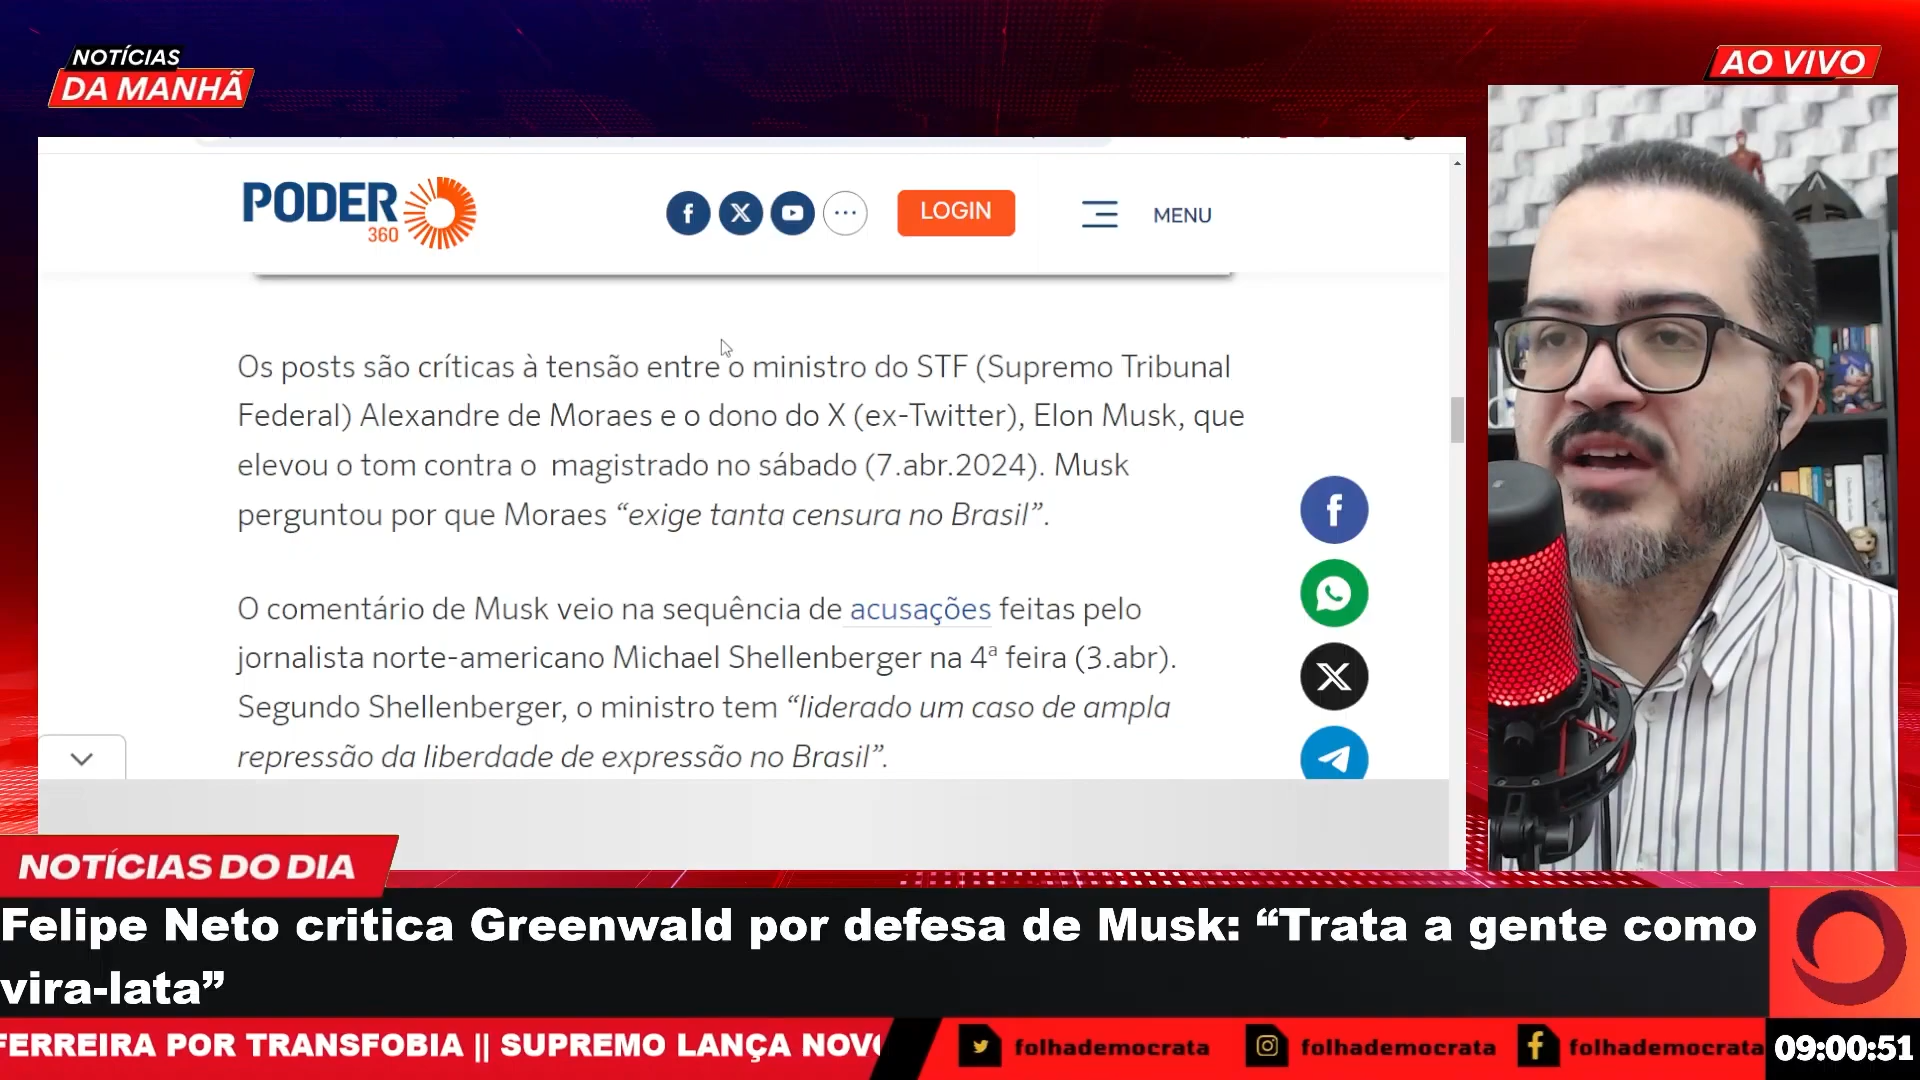 NOTÍCIAS
DA MANHÃ
AO VIVO
PODER
360
LOGIN
MENU
Os posts são críticas à tensão entre o ministro do STF (Supremo Tribunal
Federal) Alexandre de Moraes e o dono do X (ex-Twitter), Elon Musk, que
elevou o tom contra o magistrado no sábado (7.abr.2024). Musk
perguntou por que Moraes “exige tanta censura no Brasil”.
O comentário de Musk veio na sequência de acusações feitas pelo
jornalista norte-americano Michael Shellenberger na 4ª feira (3.abr).
Segundo Shellenberger, o ministro tem “liderado um caso de ampla
repressão da liberdade de expressão no Brasil”.
NOTÍCIAS DO DIA
Felipe Neto critica Greenwald por defesa de Musk: “Trata a gente como
vira-lata”
FERREIRA POR TRANSFOBIA || SUPREMO LANÇA
folhademocrata
folhademocrata
folhademocrata
09:00:51